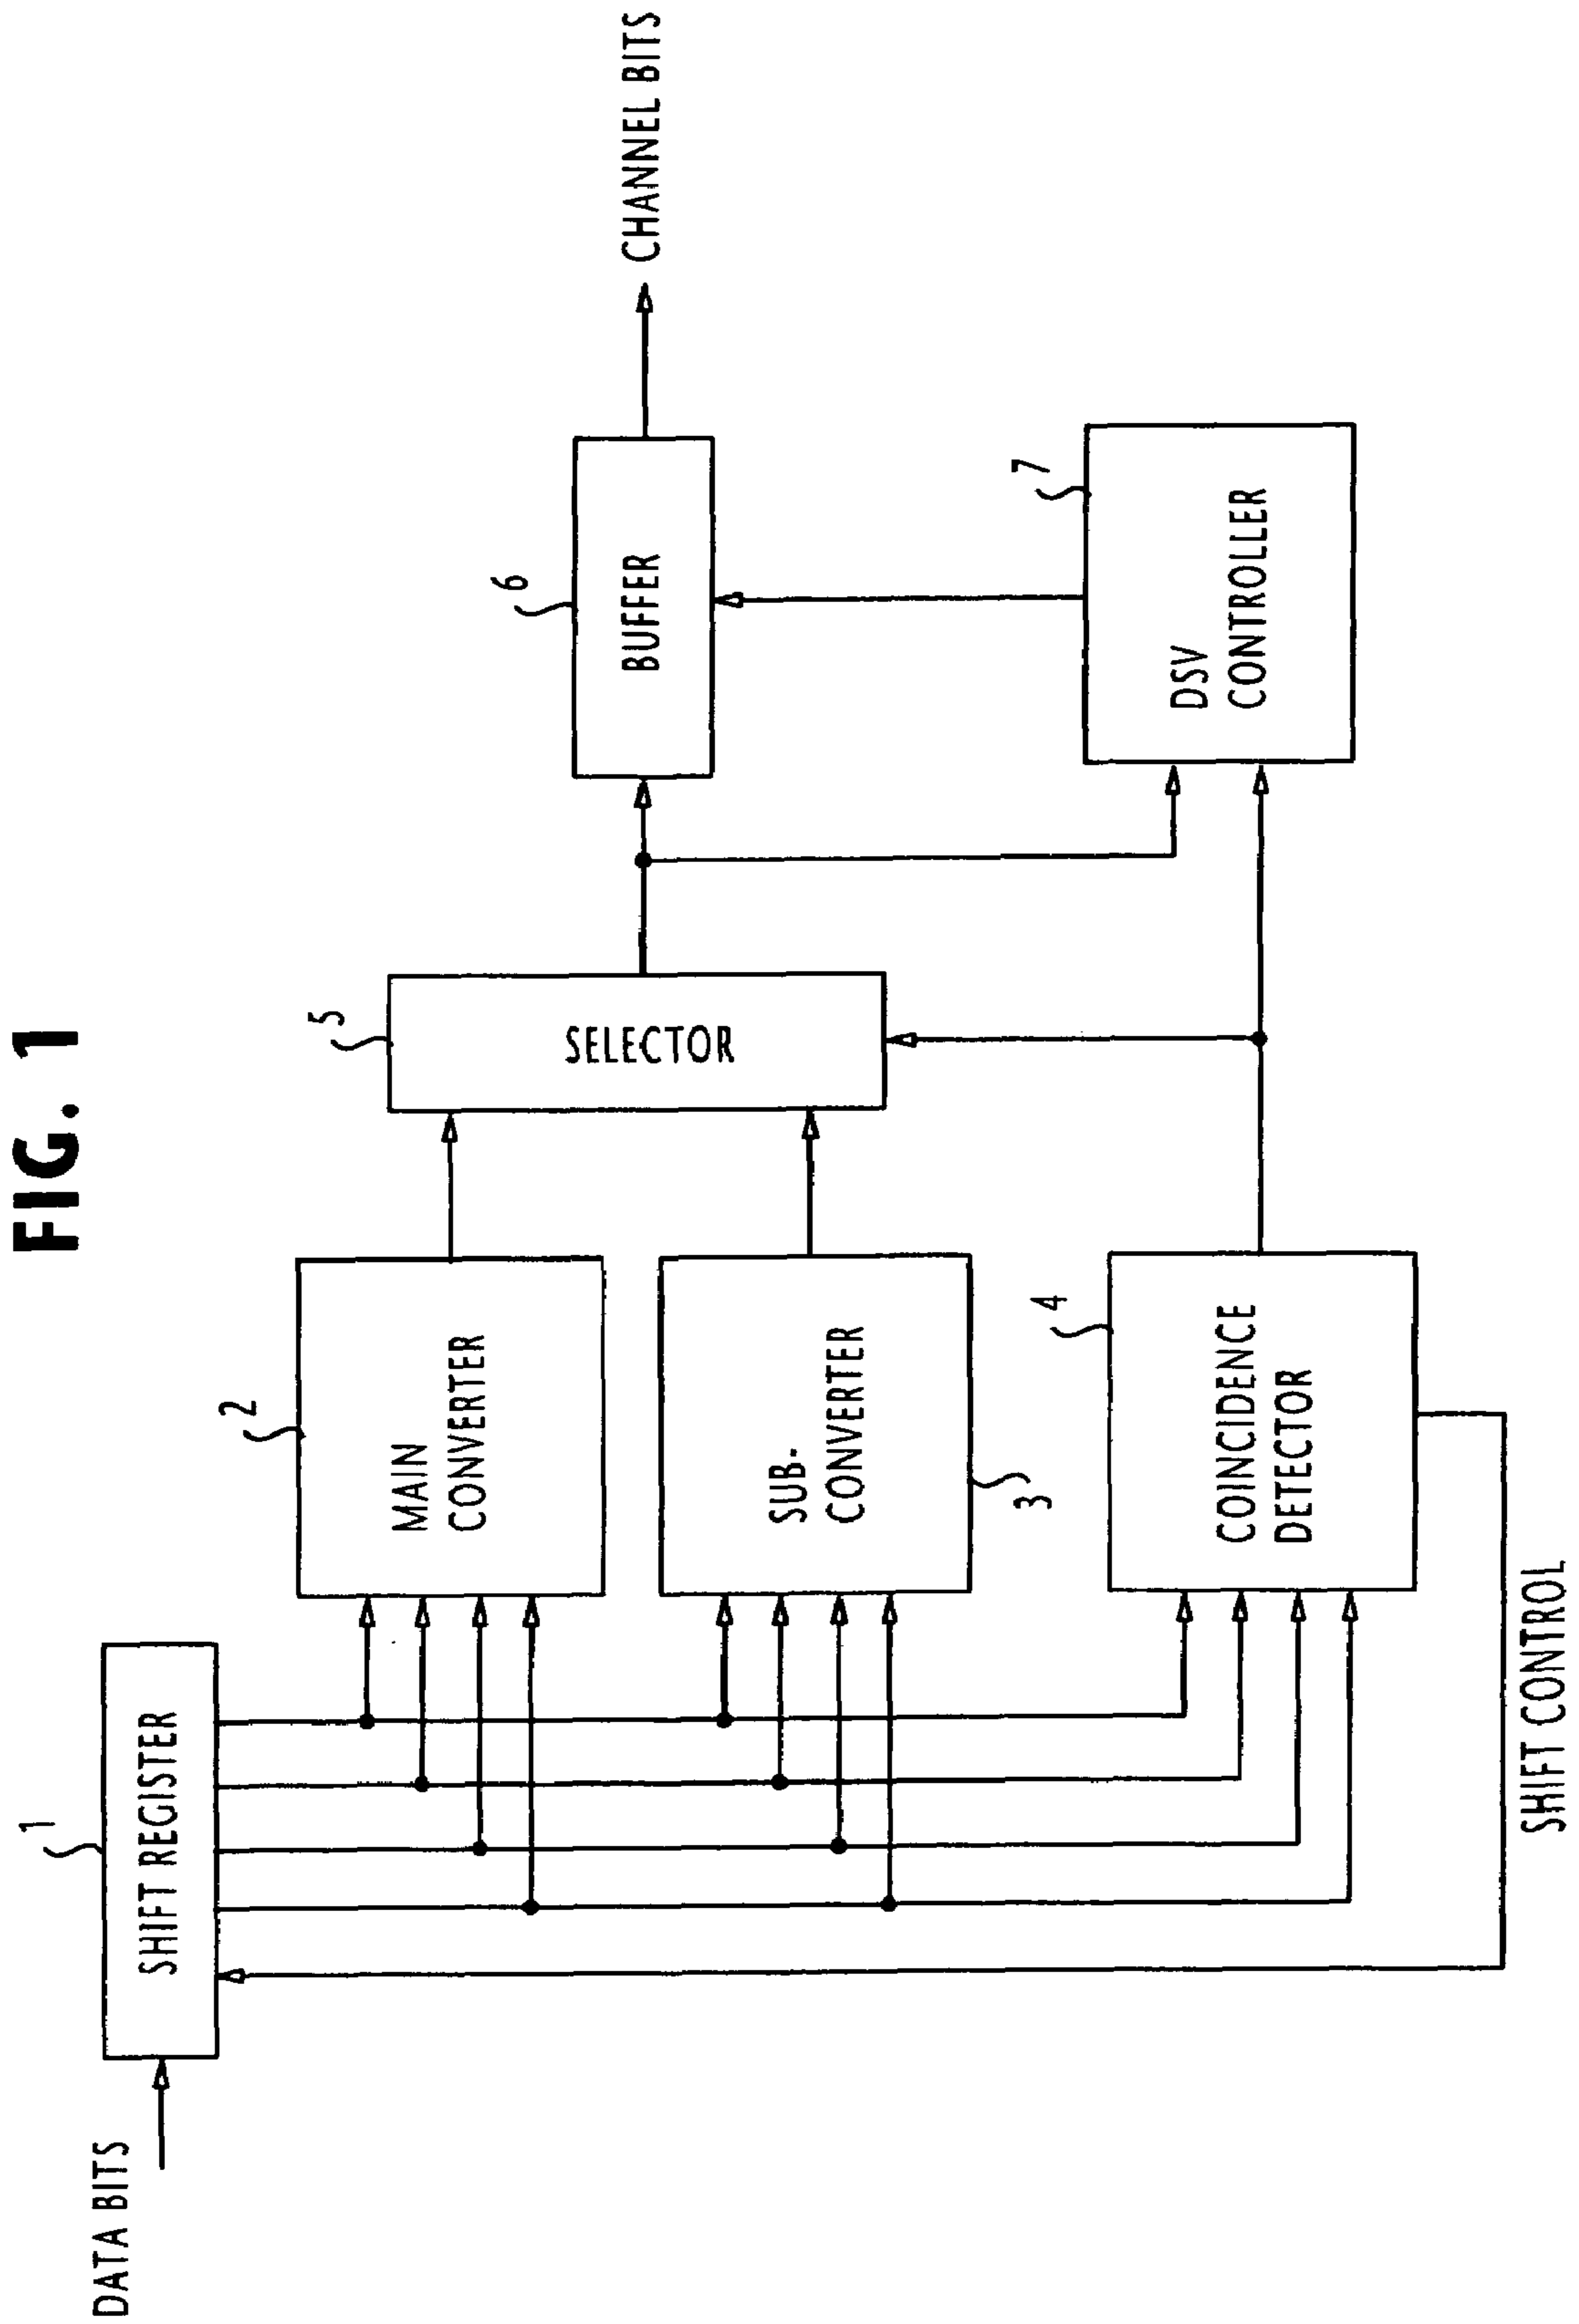 FIG. 1
DATA BITS
1
SHIFT REGISTER
2
MAIN
CONVERTER
3
SUB-
CONVERTER
4
COINCIDENCE
DETECTOR
SHIFT CONTROL
5
SELECTOR
6
BUFFER
7
DSV
CONTROLLER
CHANNEL BITS